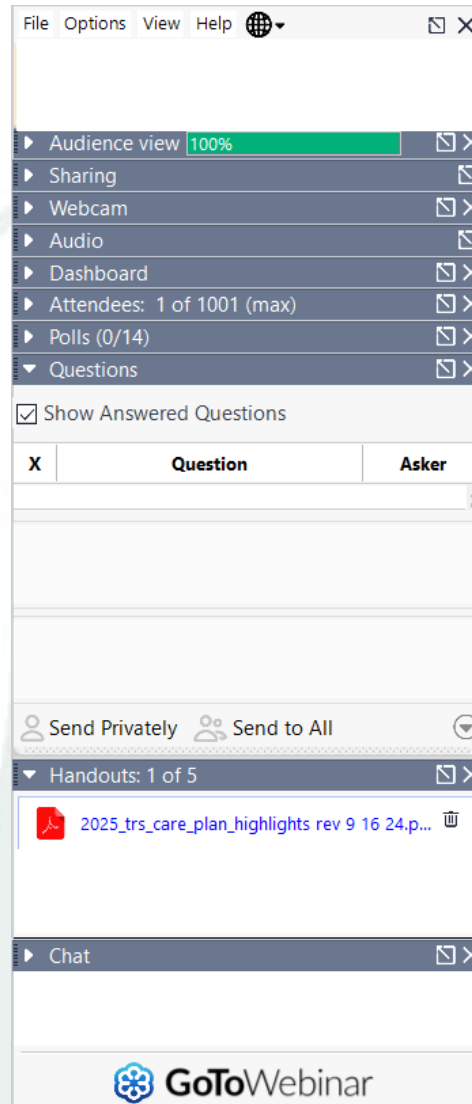 File Options View Help
Audience view 100%
Sharing
Webcam
Audio
Dashboard
Attendees: 1 of 1001 (max)
Polls (0/14)
Questions
Show Answered Questions
X Question Asker
Send Privately Send to All
Handouts: 1 of 5
2025_trs_care_plan_highlights rev 9 16 24.p...
Chat
GoToWebinar